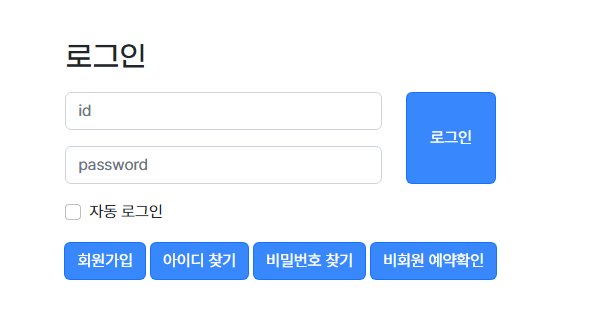 로그인
id
로그인
password
자동 로그인
회원가입 아이디 찾기 비밀번호 찾기 비회원 예약확인